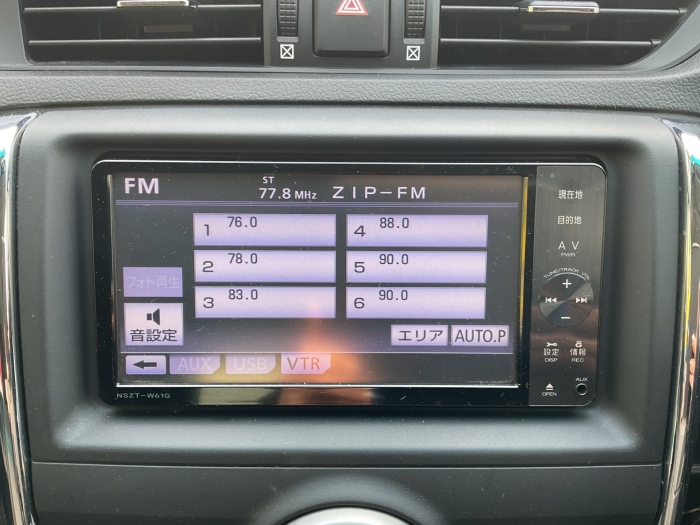 FM
ST
77.8 MHz ZIP-FM
1 76.0
4 88.0
2 78.0
5 90.0
3 83.0
6 90.0
フォト再生
音設定
エリア AUTO.P
AUX USB VTR
NSZT-W61G
現在地
目的地
AV
PWR
TUNE/TRACK VOL
+
−
設定 情報
DISP REC
OPEN
AUX